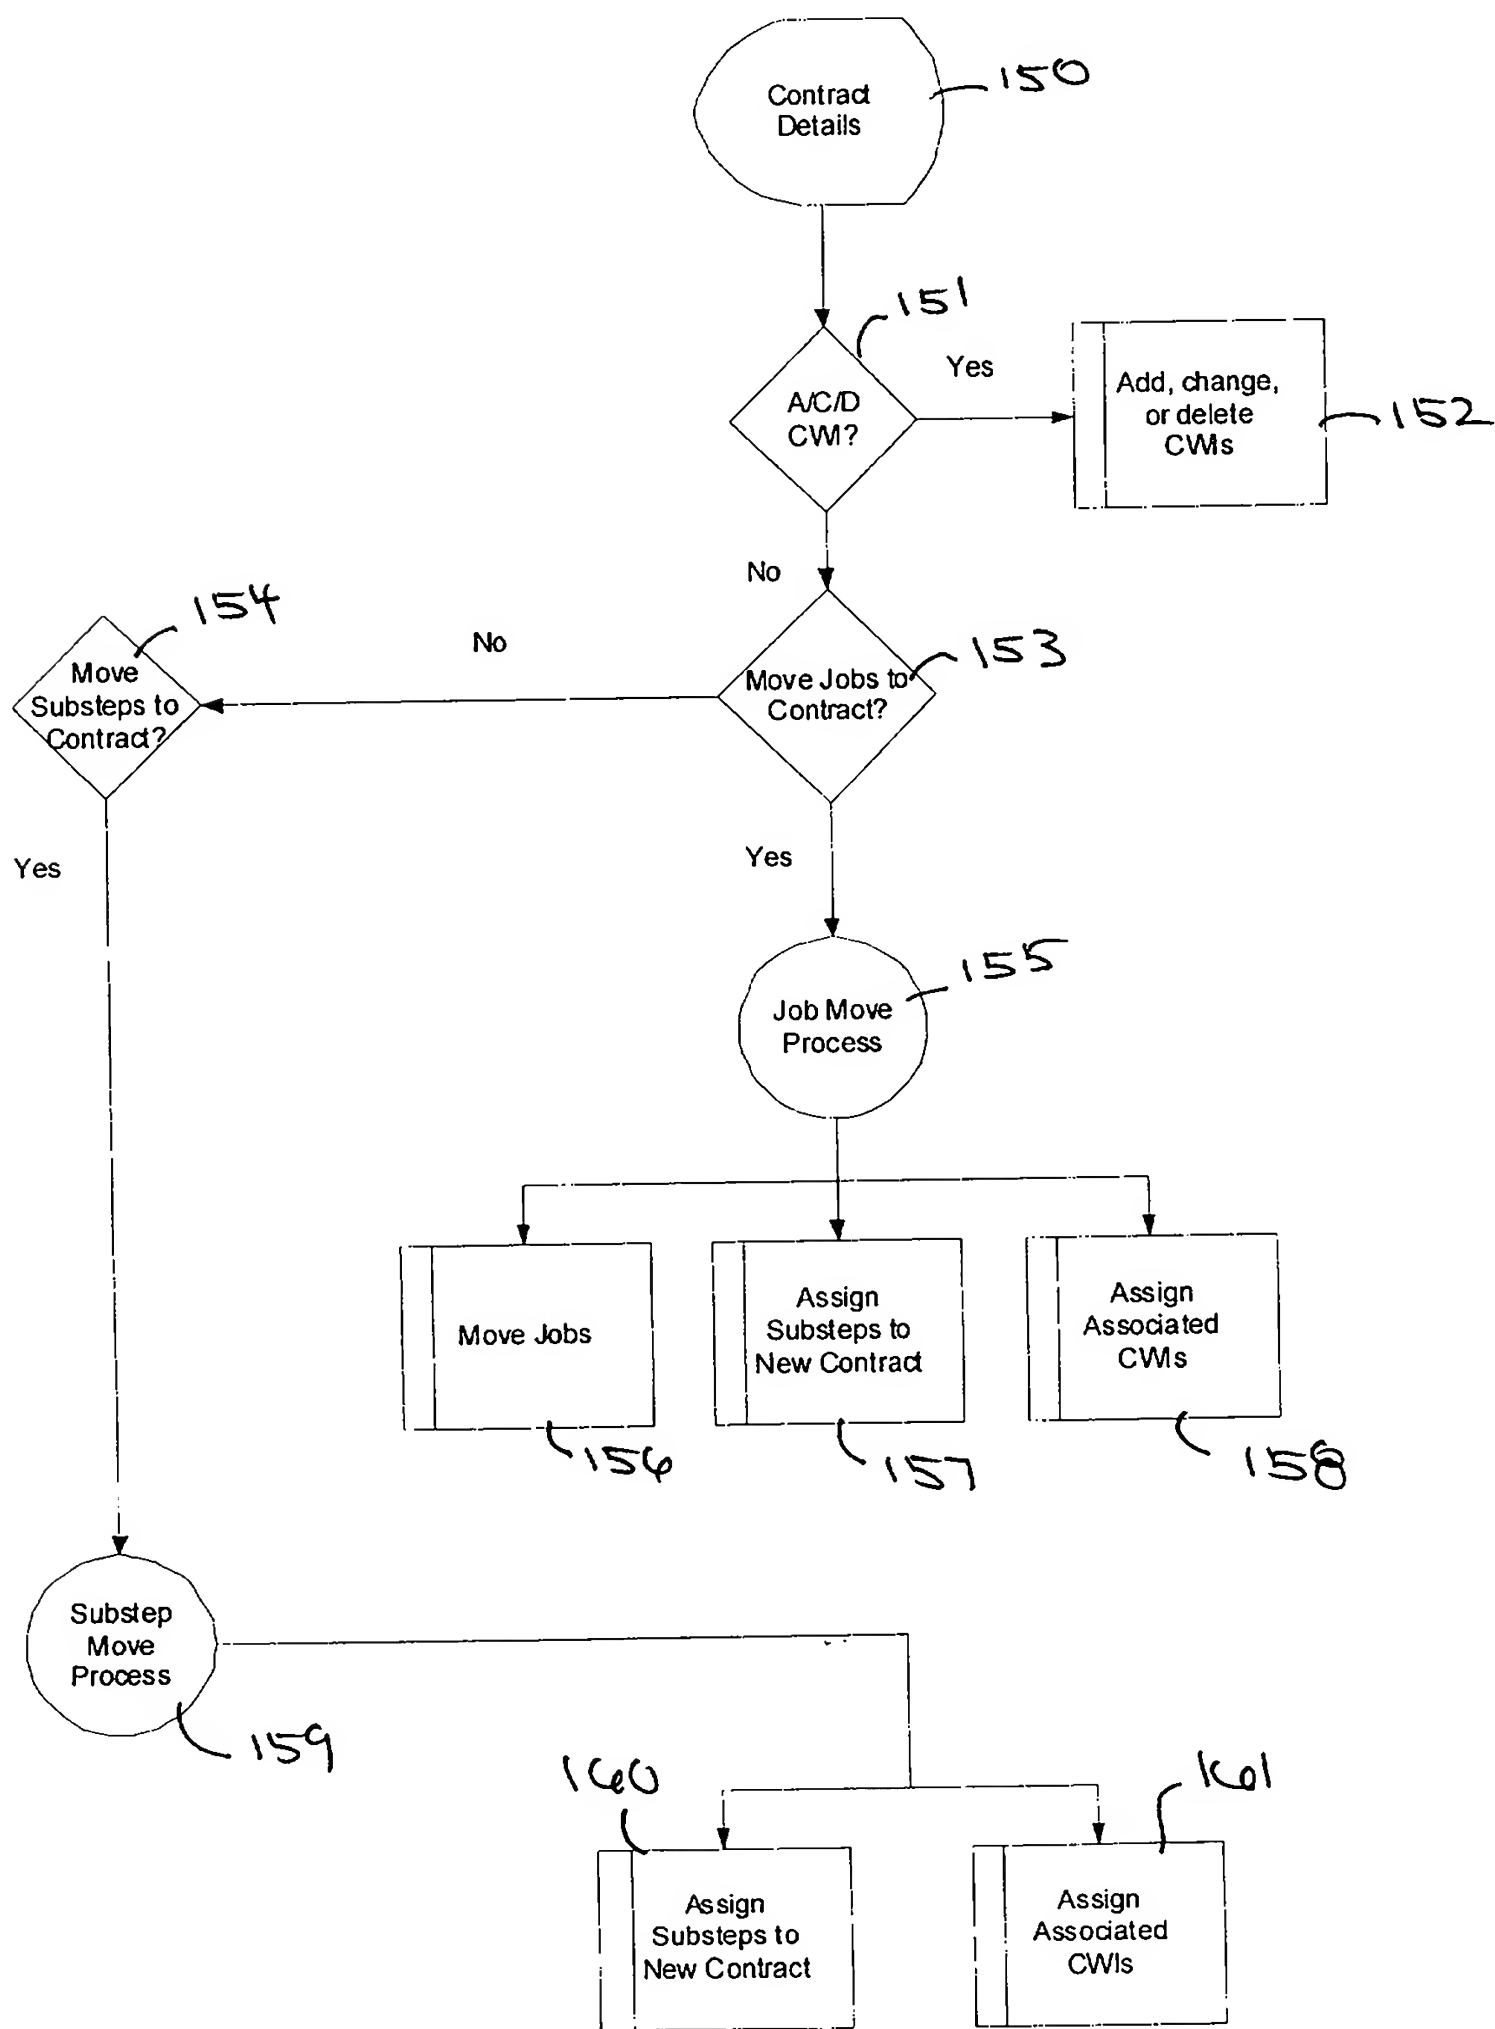 Contract
Details
150
151
A/C/D
CWI?
Yes
Add, change,
or delete
CWIs
152
No
154
Move
Substeps to
Contract?
No
Move Jobs to
Contract?
153
Yes
Yes
155
Job Move
Process
Move Jobs
Assign
Substeps to
New Contract
Assign
Associated
CWIs
156
157
158
Substep
Move
Process
159
160
161
Assign
Substeps to
New Contract
Assign
Associated
CWIs